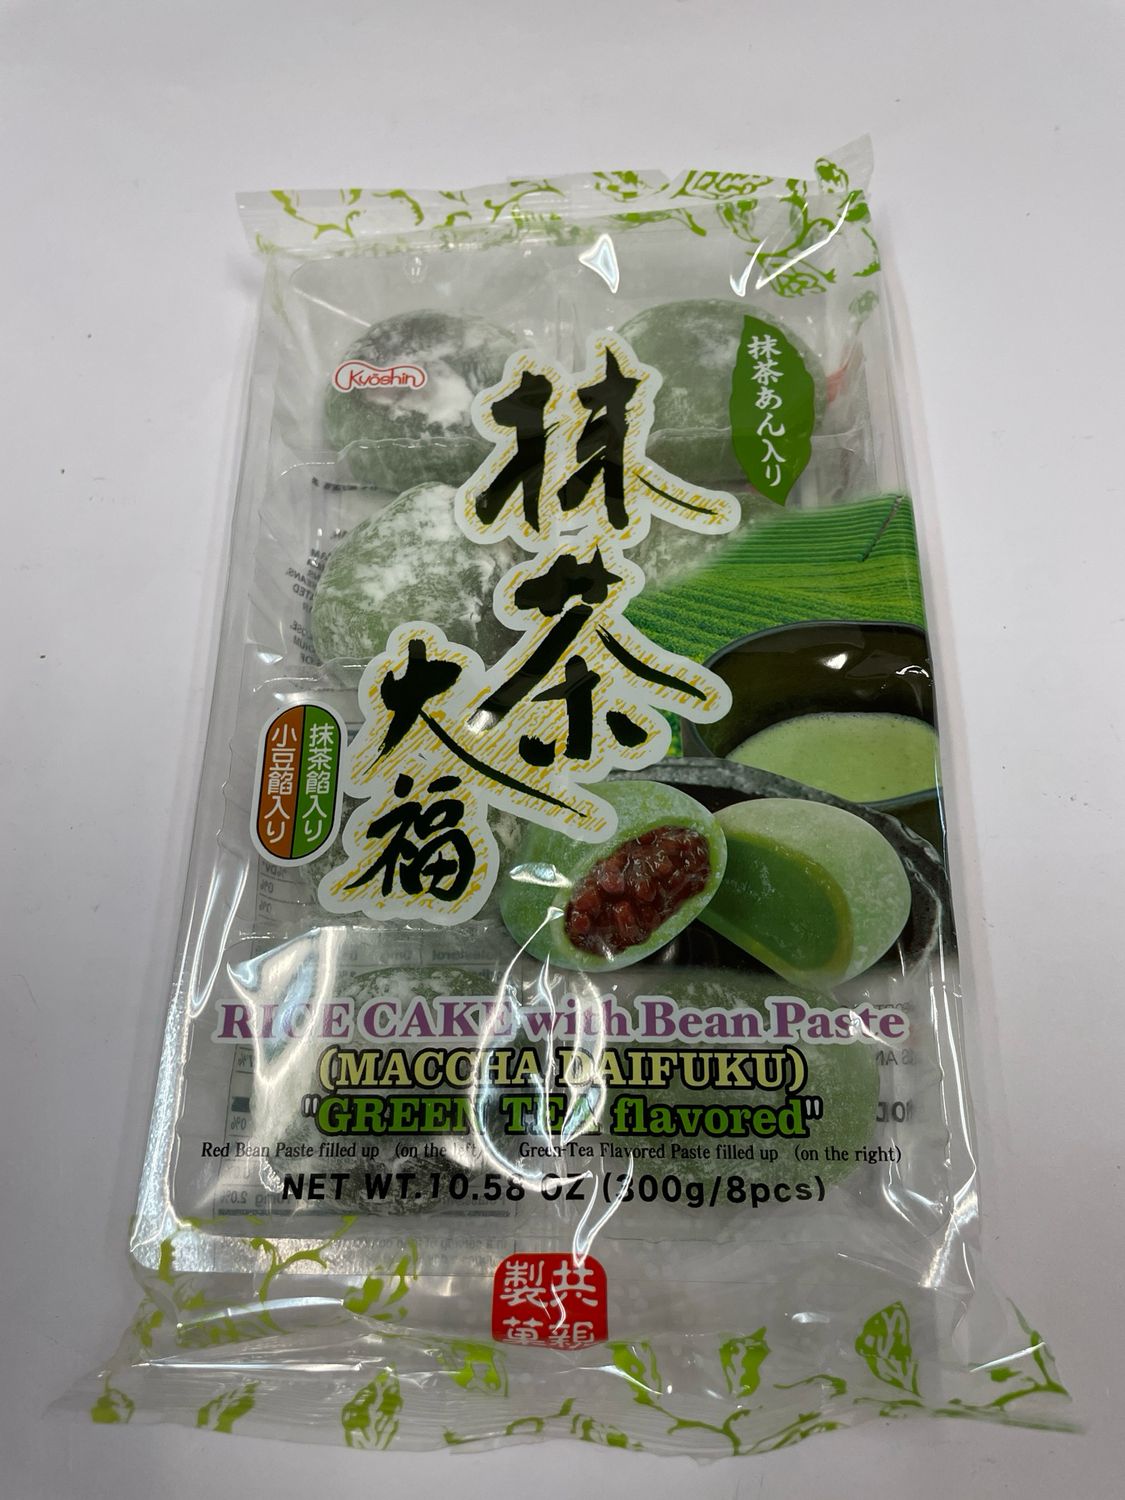 Kyoshin
抹茶あん入り
抹茶
大福
抹茶餡入り
小豆餡入り
RICE CAKE with Bean Paste
(MACCHA DAIFUKU)
"GREEN TEA flavored"
Red Bean Paste filled up (on the left) Green-Tea Flavored Paste filled up (on the right)
NET WT.10.58 OZ (300g/8pcs)
共親
製菓